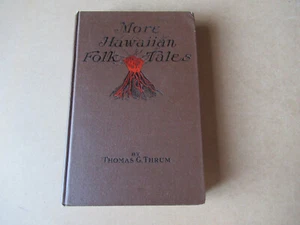 More
Hawaiian
Folk Tales
BY
THOMAS G. THRUM